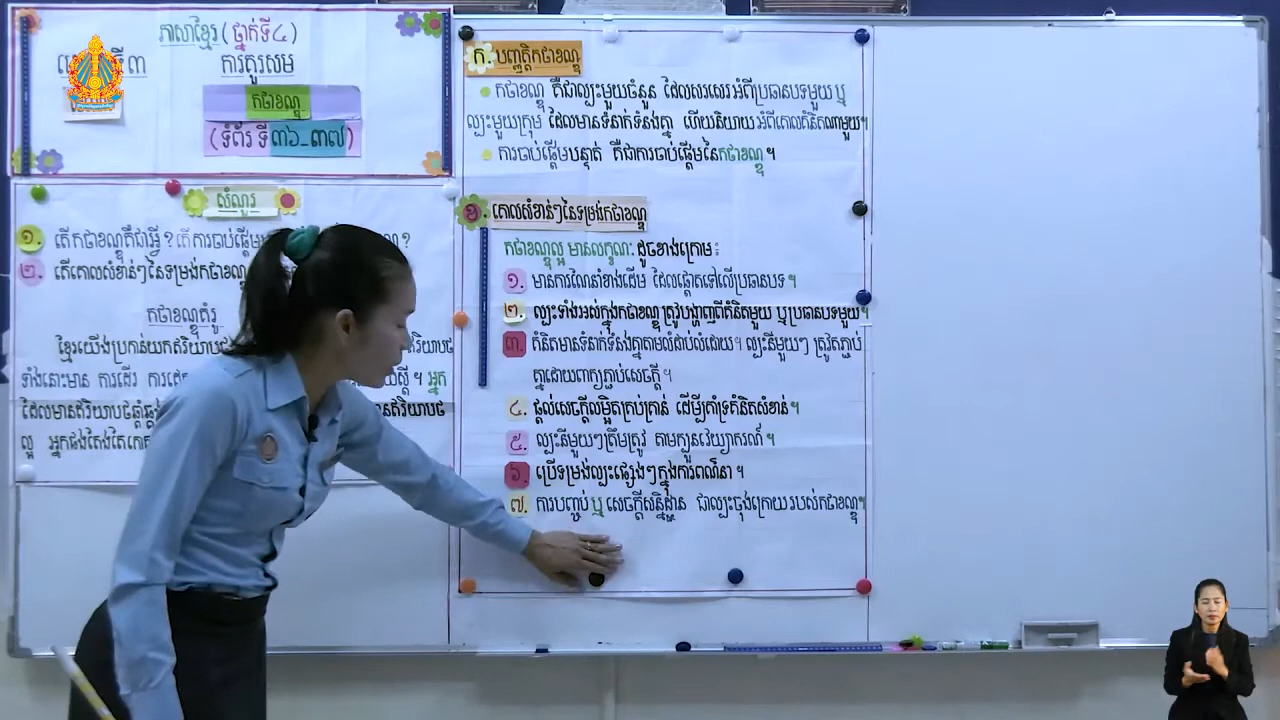 ភាសាខ្មែរ (ថ្នាក់ទី៤)
ការគួរសម
កថាខណ្ឌ
(ទំព័រ ទី៣៦_៣៧)
សំណួរ
១. តើកថាខណ្ឌគឺជាអ្វី? តើការចាប់ផ្ដើម
២. តើគោលសំខាន់ៗនៃទម្រង់កថាខណ្ឌ
កថាខណ្ឌគំរូ
ខ្មែរយើងប្រកាន់យកឥរិយាបថ
ទាំងនោះមាន ការដើរ ការ
អ្នក
ដែលមានឥរិយាបថ
មានឥរិយាបថ
ល្អ
ក. បញ្ញត្តិកថាខណ្ឌ
កថាខណ្ឌ គឺជាល្បះមួយចំនួន ដែលសរសេរអំពីប្រធានបទមួយ ឬ
ល្បះមួយក្រុម ដែលមានទំនាក់ទំនងគ្នា ហើយនិយាយអំពីគោលគំនិតណាមួយ។
ការចាប់ផ្ដើមបន្ទាត់ គឺជាការចាប់ផ្ដើមនៃកថាខណ្ឌ។
ខ គោលសំខាន់ៗនៃទម្រង់កថាខណ្ឌ
កថាខណ្ឌល្អ មានលក្ខណៈដូចខាងក្រោម៖
១. មានការណែនាំខាងដើម ដែលផ្ដោតទៅលើប្រធានបទ។
២. ល្បះទាំងអស់ក្នុងកថាខណ្ឌត្រូវបង្ហាញពីគំនិតមួយ ឬប្រធានបទមួយ។
៣. គំនិតមានទំនាក់ទំនងគ្នាតាមលំដាប់លំដោយ។ ល្បះនីមួយៗ ត្រូវភ្ជាប់
គ្នាដោយពាក្យភ្ជាប់សេចក្ដី។
៤. ផ្ដល់សេចក្ដីលម្អិតគ្រប់គ្រាន់ ដើម្បីគាំទ្រគំនិតសំខាន់។
៥. ល្បះនីមួយៗត្រឹមត្រូវ តាមក្បួនវេយ្យាករណ៍។
៦. ប្រើទម្រង់ល្បះផ្សេងៗក្នុងការពណ៌នា។
៧. ការបញ្ចប់ ឬ សេចក្ដីសន្និដ្ឋាន ជាល្បះចុងក្រោយ របស់កថាខណ្ឌ។